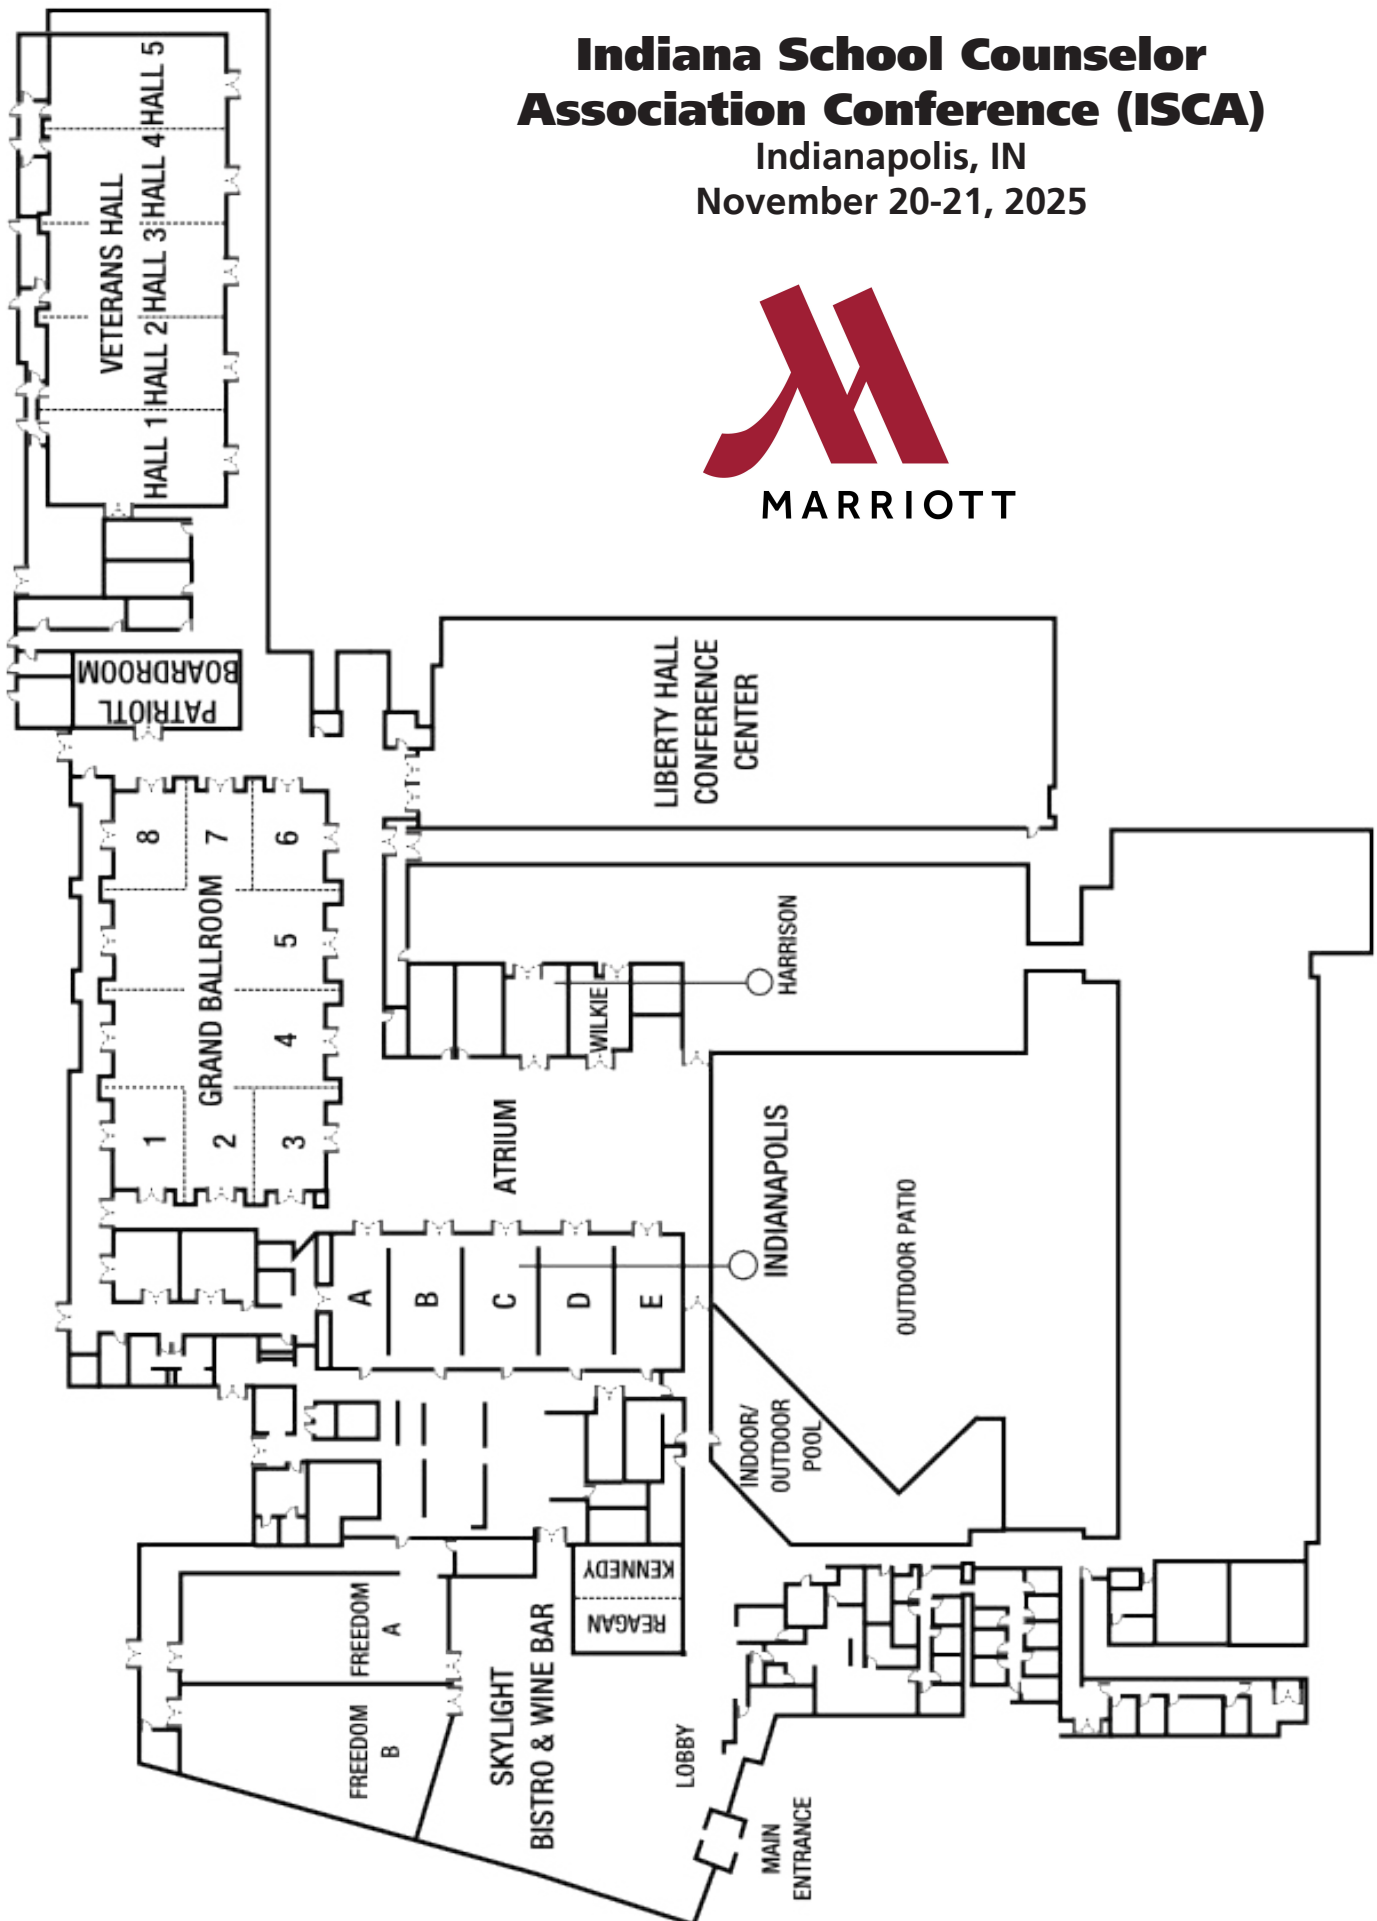 Indiana School Counselor
Association Conference (ISCA)
Indianapolis, IN
November 20-21, 2025
MARRIOTT
VETERANS HALL
HALL 1
HALL 2
HALL 3
HALL 4
HALL 5
PATRIOTL
BOARDROOM
LIBERTY HALL
CONFERENCE
CENTER
GRAND BALLROOM
8
7
6
5
4
1
2
3
HARRISON
WILKIE
ATRIUM
INDIANAPOLIS
A
B
C
D
E
OUTDOOR PATIO
INDOOR/
OUTDOOR
POOL
KENNEDY
REAGAN
FREEDOM
A
FREEDOM
B
SKYLIGHT
BISTRO & WINE BAR
LOBBY
MAIN
ENTRANCE